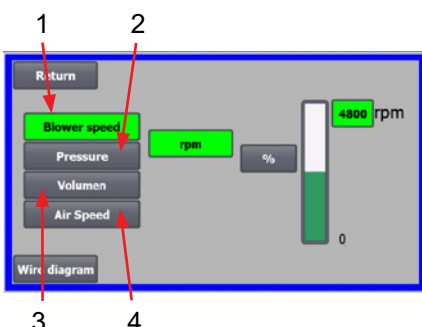 1 2
Return
Blower speed
Pressure
Volumen
Air Speed
rpm
%
4800 rpm
0
Wire diagram
3 4